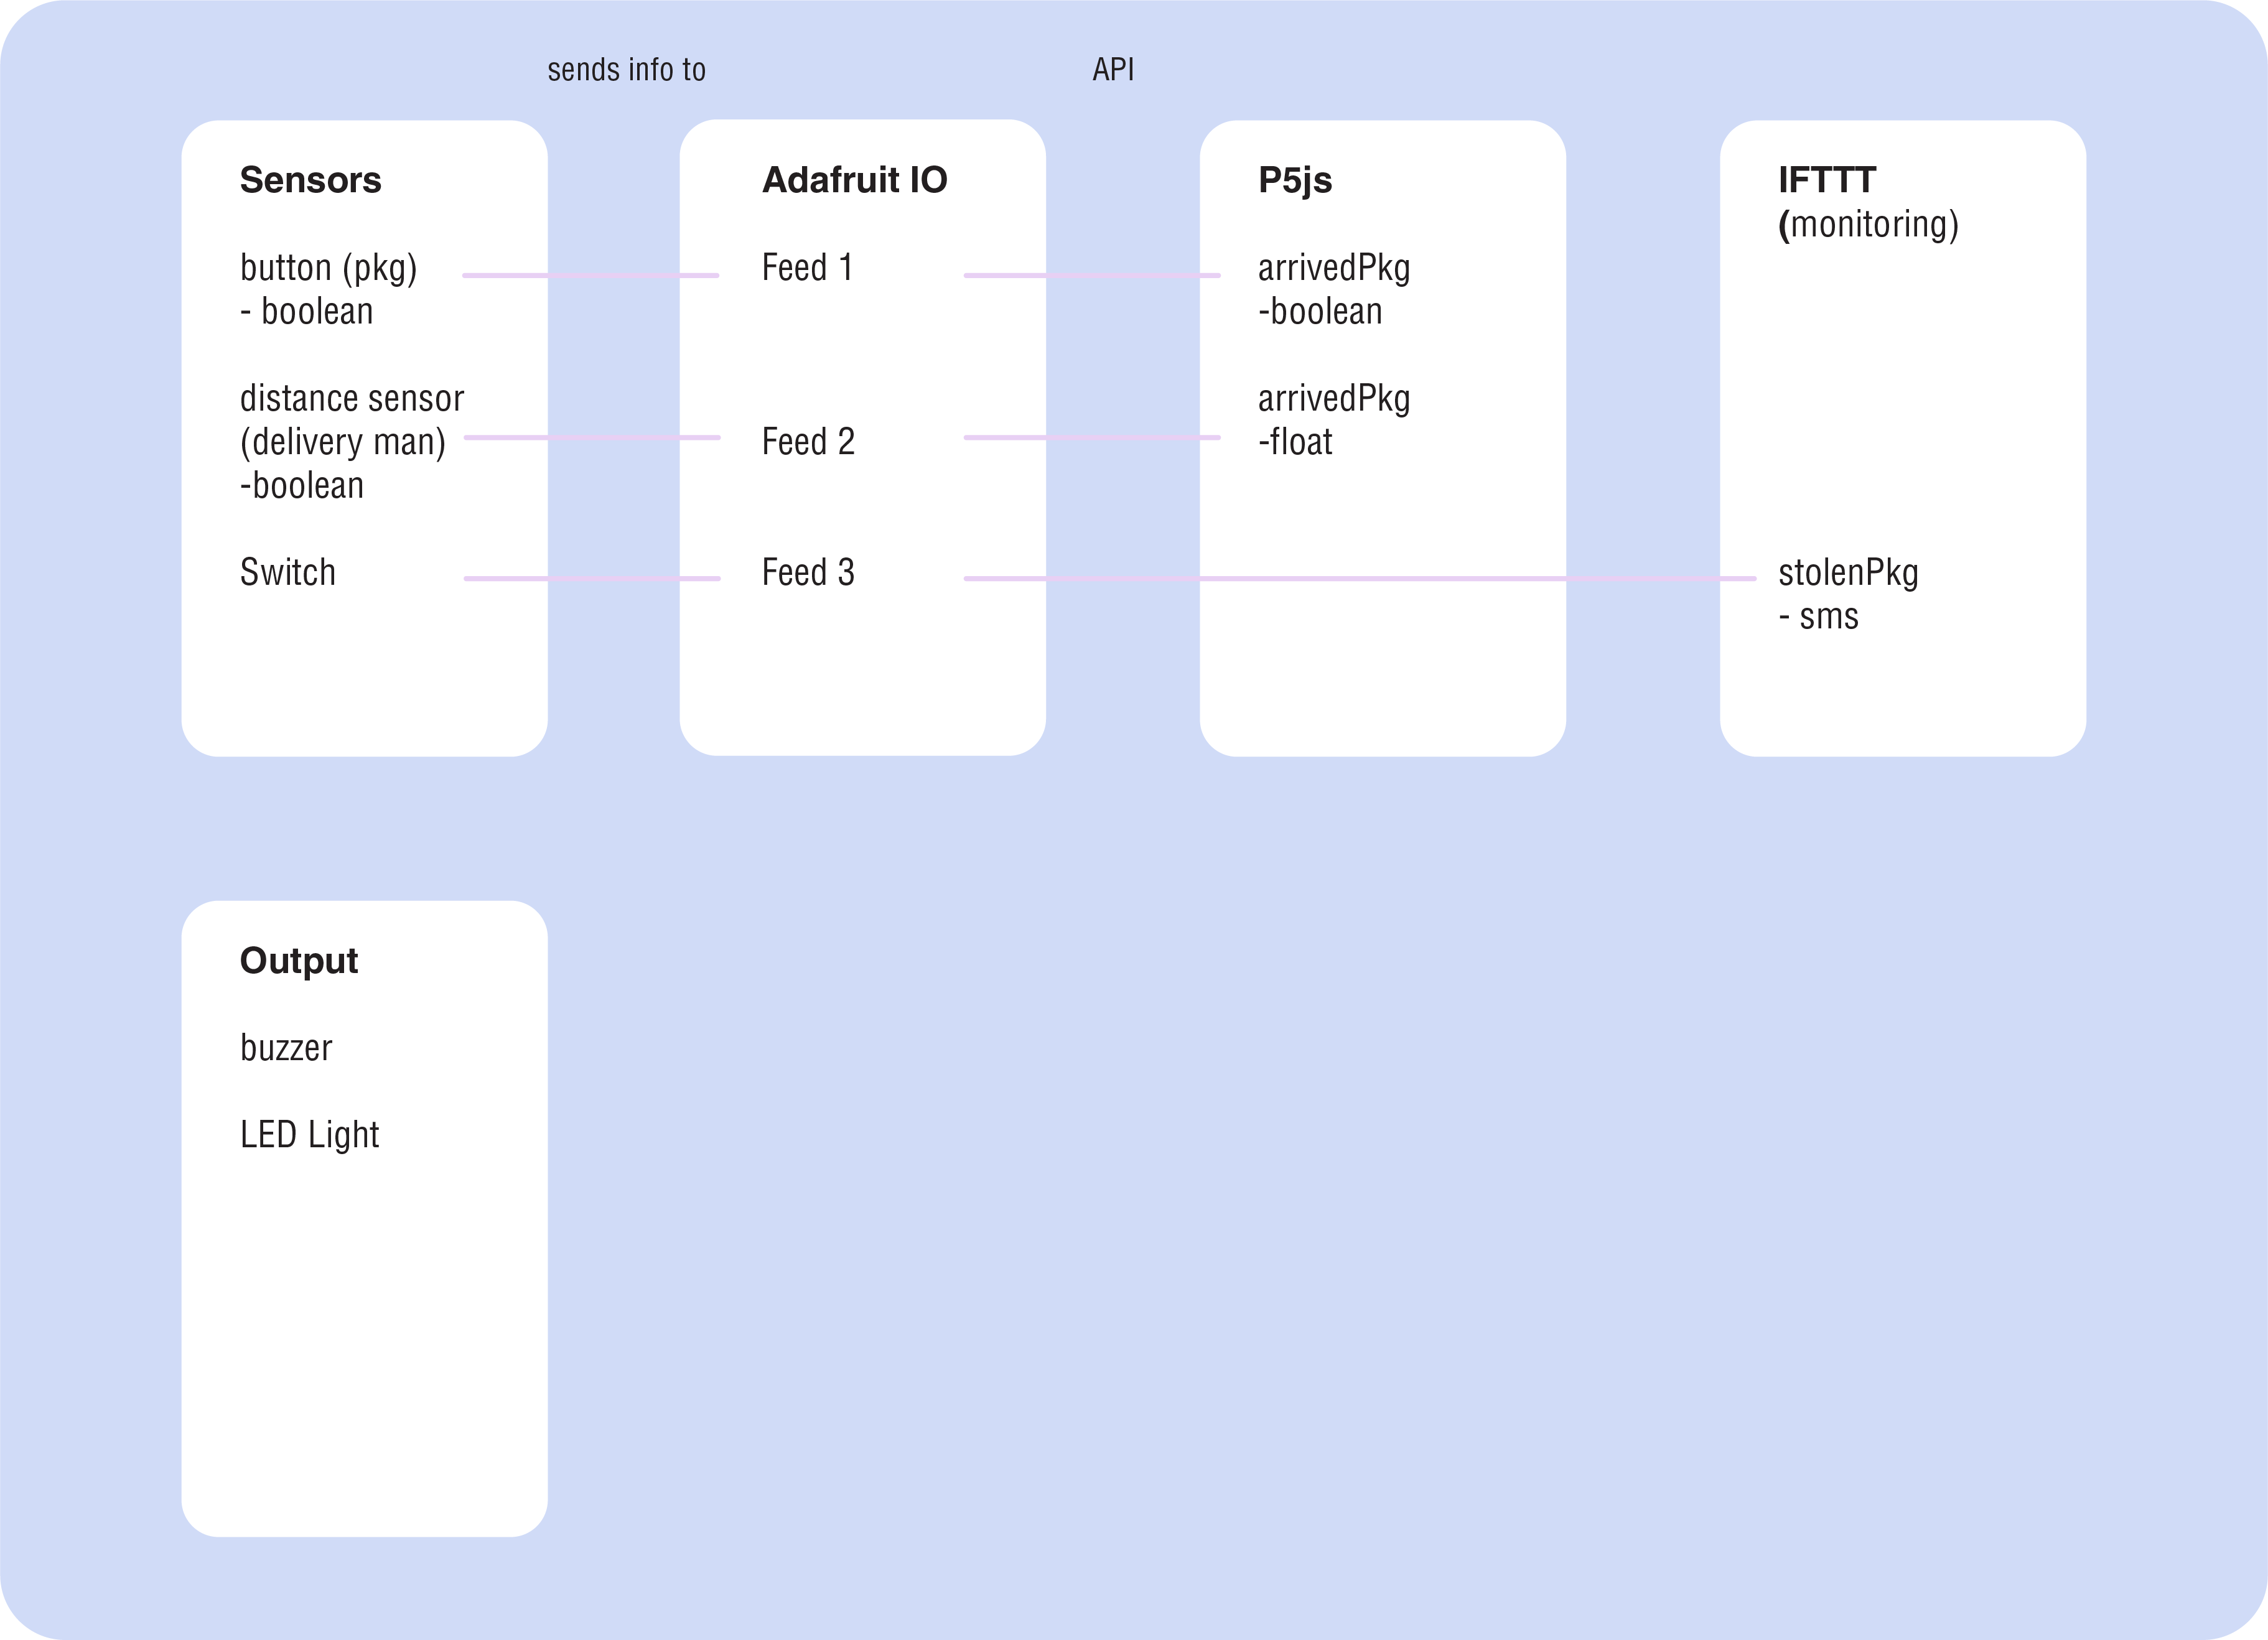 sends info to
API
Sensors
button (pkg)
- boolean
distance sensor
(delivery man)
-boolean
Switch
Adafruit IO
Feed 1
Feed 2
Feed 3
P5js
arrivedPkg
-boolean
arrivedPkg
-float
IFTTT
(monitoring)
stolenPkg
- sms
Output
buzzer
LED Light